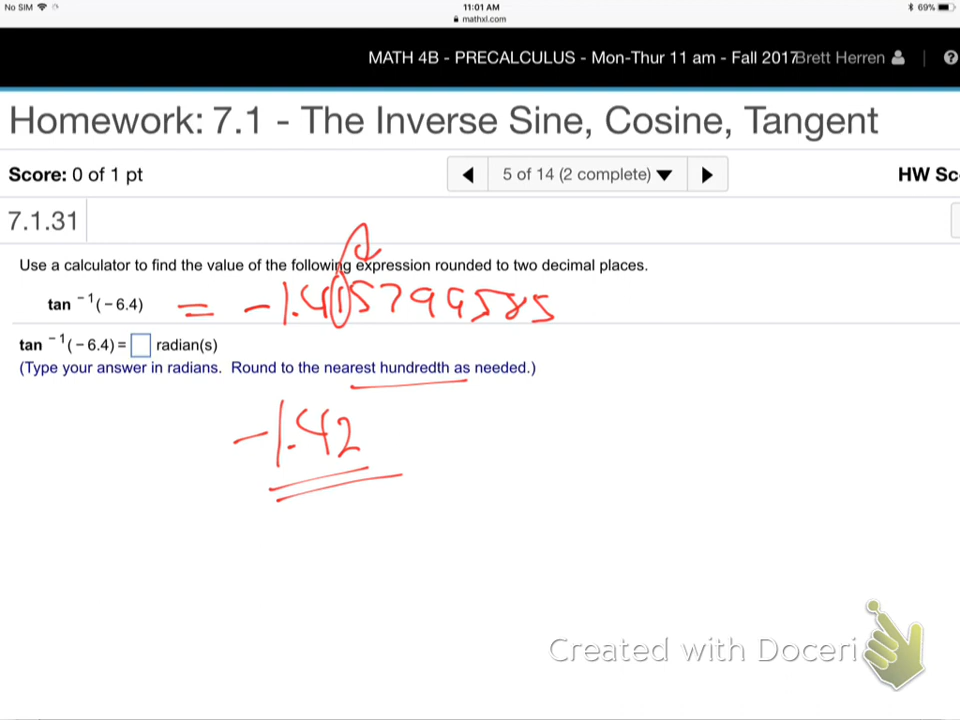 No SIM 11:01 AM 69%
mathxl.com
MATH 4B - PRECALCULUS - Mon-Thur 11 am - Fall 2017 Brett Herren
Homework: 7.1 - The Inverse Sine, Cosine, Tangent
Score: 0 of 1 pt 5 of 14 (2 complete) HW Sc
7.1.31
2
Use a calculator to find the value of the following expression rounded to two decimal places.
tan⁻¹(−6.4) = −1.415799585
tan⁻¹(−6.4) = radian(s)
(Type your answer in radians. Round to the nearest hundredth as needed.)
−1.42
Created with Doceri